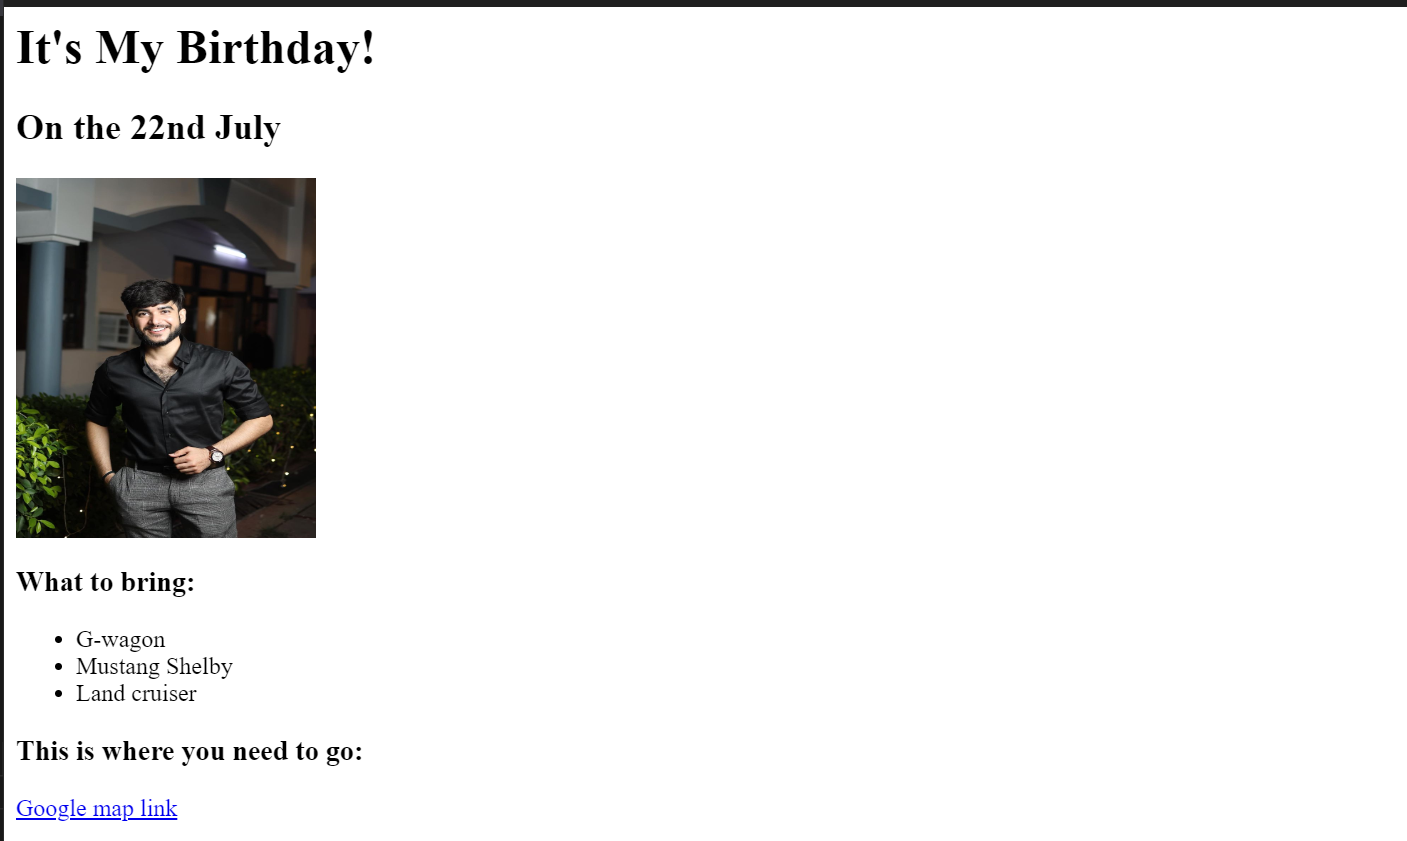 It's My Birthday!
On the 22nd July
What to bring:
G-wagon
Mustang Shelby
Land cruiser
This is where you need to go:
Google map link